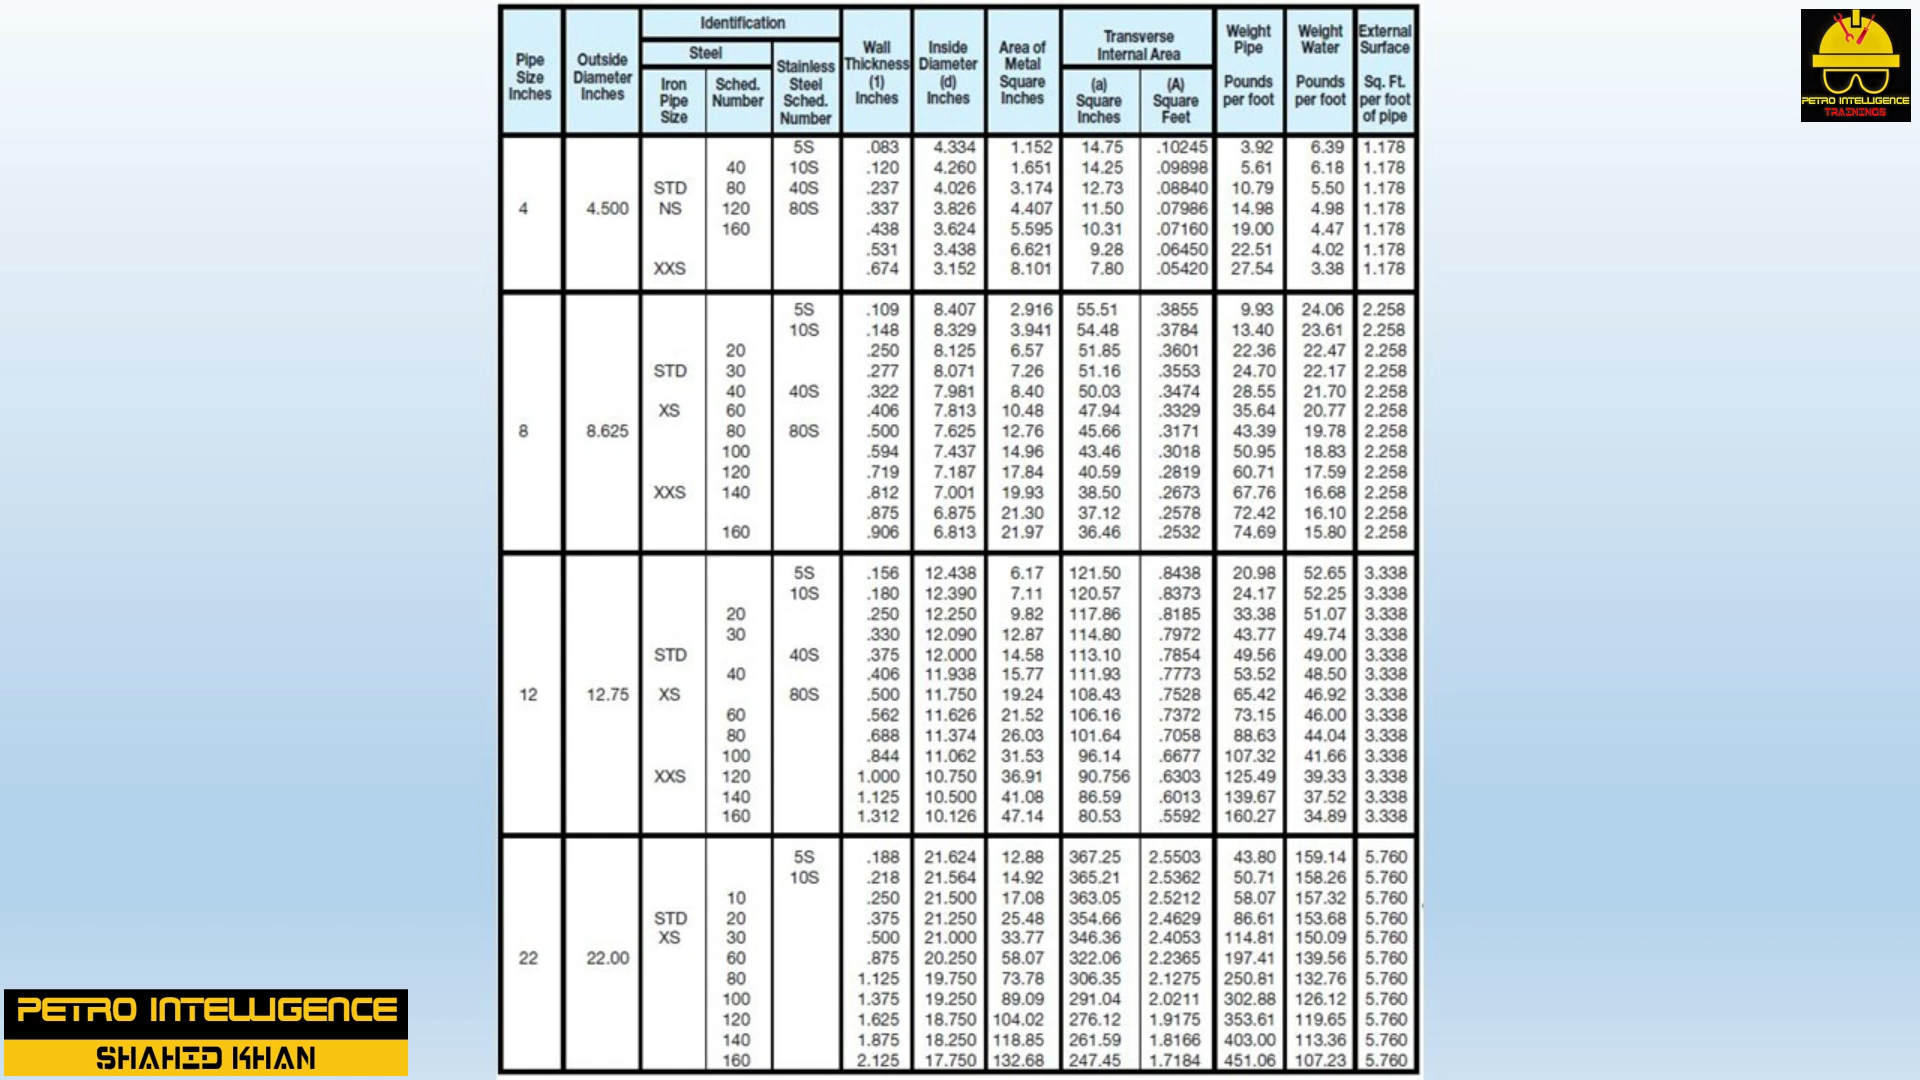 Pipe Size Inches | Outside Diameter Inches | Identification | Wall Thickness (1) Inches | Inside Diameter (d) Inches | Area of Metal Square Inches | Transverse Internal Area | Weight Pipe Pounds per foot | Weight Water Pounds per foot | External Surface Sq. Ft. per foot of pipe
Steel | Stainless Steel Sched. Number
Iron Pipe Size | Sched. Number | (a) Square Inches | (A) Square Feet
5S .083 4.334 1.152 14.75 .10245 3.92 6.39 1.178
40 10S .120 4.260 1.651 14.25 .09898 5.61 6.18 1.178
STD 80 40S .237 4.026 3.174 12.73 .08840 10.79 5.50 1.178
4 4.500 NS 120 80S .337 3.826 4.407 11.50 .07986 14.98 4.98 1.178
160 .438 3.624 5.595 10.31 .07160 19.00 4.47 1.178
.531 3.438 6.621 9.28 .06450 22.51 4.02 1.178
XXS .674 3.152 8.101 7.80 .05420 27.54 3.38 1.178
5S .109 8.407 2.916 55.51 .3855 9.93 24.06 2.258
10S .148 8.329 3.941 54.48 .3784 13.40 23.61 2.258
20 .250 8.125 6.57 51.85 .3601 22.36 22.47 2.258
STD 30 .277 8.071 7.26 51.16 .3553 24.70 22.17 2.258
40 40S .322 7.981 8.40 50.03 .3474 28.55 21.70 2.258
XS 60 .406 7.813 10.48 47.94 .3329 35.64 20.77 2.258
8 8.625 80 80S .500 7.625 12.76 45.66 .3171 43.39 19.78 2.258
100 .594 7.437 14.96 43.46 .3018 50.95 18.83 2.258
120 .719 7.187 17.84 40.59 .2819 60.71 17.59 2.258
XXS 140 .812 7.001 19.93 38.50 .2673 67.76 16.68 2.258
.875 6.875 21.30 37.12 .2578 72.42 16.10 2.258
160 .906 6.813 21.97 36.46 .2532 74.69 15.80 2.258
5S .156 12.438 6.17 121.50 .8438 20.98 52.65 3.338
10S .180 12.390 7.11 120.57 .8373 24.17 52.25 3.338
20 .250 12.250 9.82 117.86 .8185 33.38 51.07 3.338
30 .330 12.090 12.87 114.80 .7972 43.77 49.74 3.338
STD 40S .375 12.000 14.58 113.10 .7854 49.56 49.00 3.338
40 .406 11.938 15.77 111.93 .7773 53.52 48.50 3.338
12 12.75 XS 80S .500 11.750 19.24 108.43 .7528 65.42 46.92 3.338
60 .562 11.626 21.52 106.16 .7372 73.15 46.00 3.338
80 .688 11.374 26.03 101.64 .7058 88.63 44.04 3.338
100 .844 11.062 31.53 96.14 .6677 107.32 41.66 3.338
XXS 120 1.000 10.750 36.91 90.756 .6303 125.49 39.33 3.338
140 1.125 10.500 41.08 86.59 .6013 139.67 37.52 3.338
160 1.312 10.126 47.14 80.53 .5592 160.27 34.89 3.338
5S .188 21.624 12.88 367.25 2.5503 43.80 159.14 5.760
10S .218 21.564 14.92 365.21 2.5362 50.71 158.26 5.760
10 .250 21.500 17.08 363.05 2.5212 58.07 157.32 5.760
STD 20 .375 21.250 25.48 354.66 2.4629 86.61 153.68 5.760
XS 30 .500 21.000 33.77 346.36 2.4053 114.81 150.09 5.760
22 22.00 60 .875 20.250 58.07 322.06 2.2365 197.41 139.56 5.760
80 1.125 19.750 73.78 306.35 2.1275 250.81 132.76 5.760
100 1.375 19.250 89.09 291.04 2.0211 302.88 126.12 5.760
120 1.625 18.750 104.02 276.12 1.9175 353.61 119.65 5.760
140 1.875 18.250 118.85 261.59 1.8166 403.00 113.36 5.760
160 2.125 17.750 132.68 247.45 1.7184 451.06 107.23 5.760
PETRO INTELLIGENCE
TRAININGS
PETRO INTELLIGENCE
SHAHID KHAN